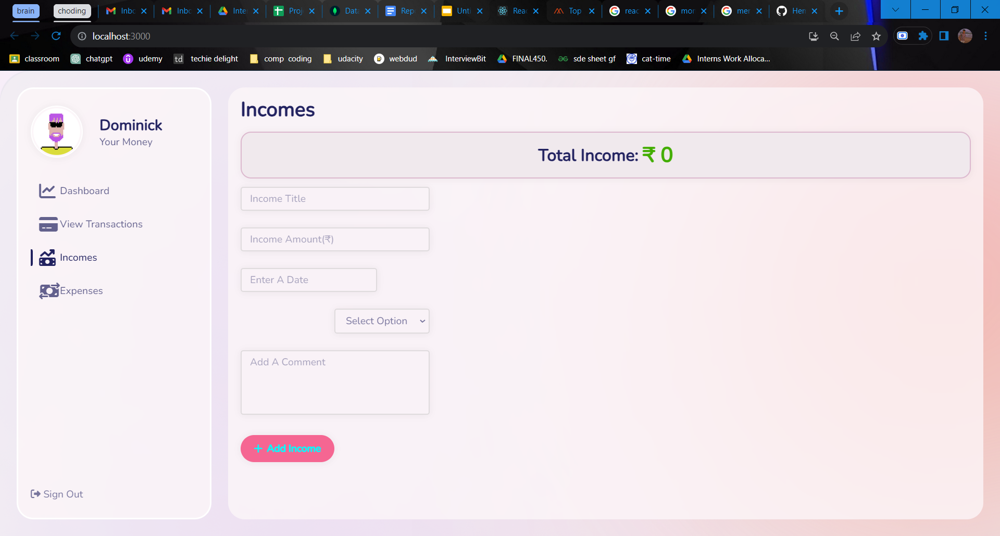 brain choding Inbc Inbc Inte Proj Data Rep Unti Rea Top reac mor mer Hem
localhost:3000
classroom chatgpt udemy td techie delight comp coding udacity webdud InterviewBit FINAL450. sde sheet gf cat-time Interns Work Alloca...
Dominick
Your Money
Dashboard
View Transactions
Incomes
Expenses
Sign Out
Incomes
Total Income: ₹ 0
Income Title
Income Amount(₹)
Enter A Date
Select Option
Add A Comment
+ Add Income